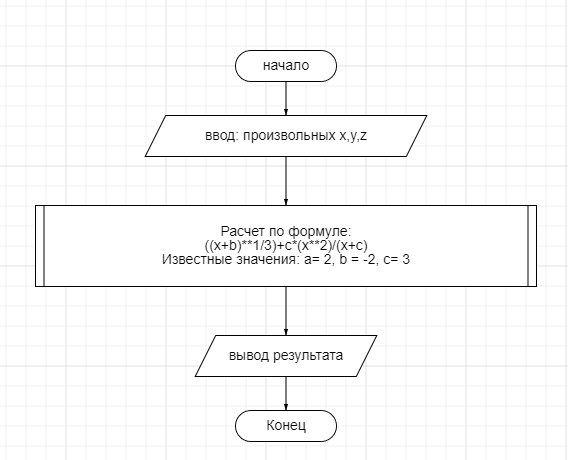 начало
ввод: произвольных x,y,z
Расчет по формуле:
((x+b)**1/3)+c*(x**2)/(x+c)
Известные значения: a= 2, b = -2, c= 3
вывод результата
Конец